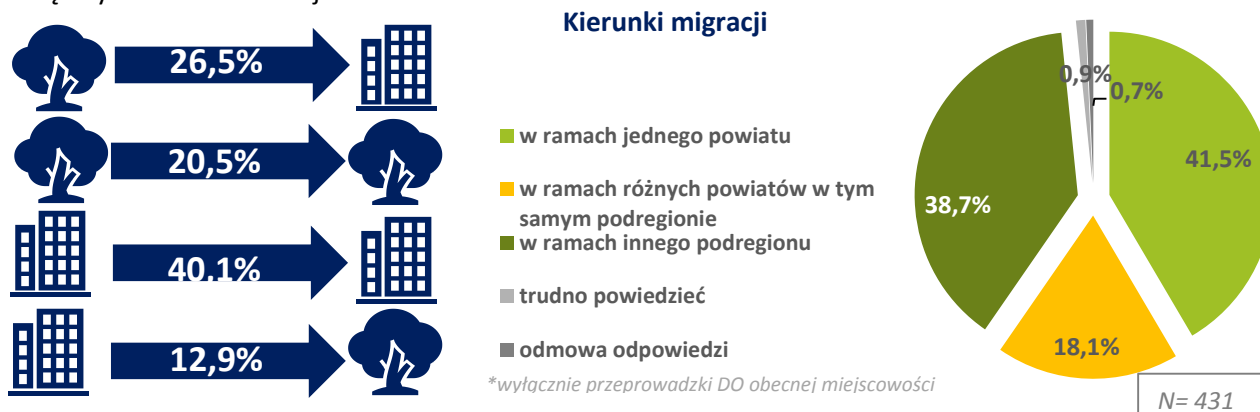 Kierunki migracji
26,5%
20,5%
40,1%
12,9%
w ramach jednego powiatu
w ramach różnych powiatów w tym
samym podregionie
w ramach innego podregionu
trudno powiedzieć
odmowa odpowiedzi
*wyłącznie przeprowadzki DO obecnej miejscowości
0,9%
0,7%
41,5%
38,7%
18,1%
N= 431